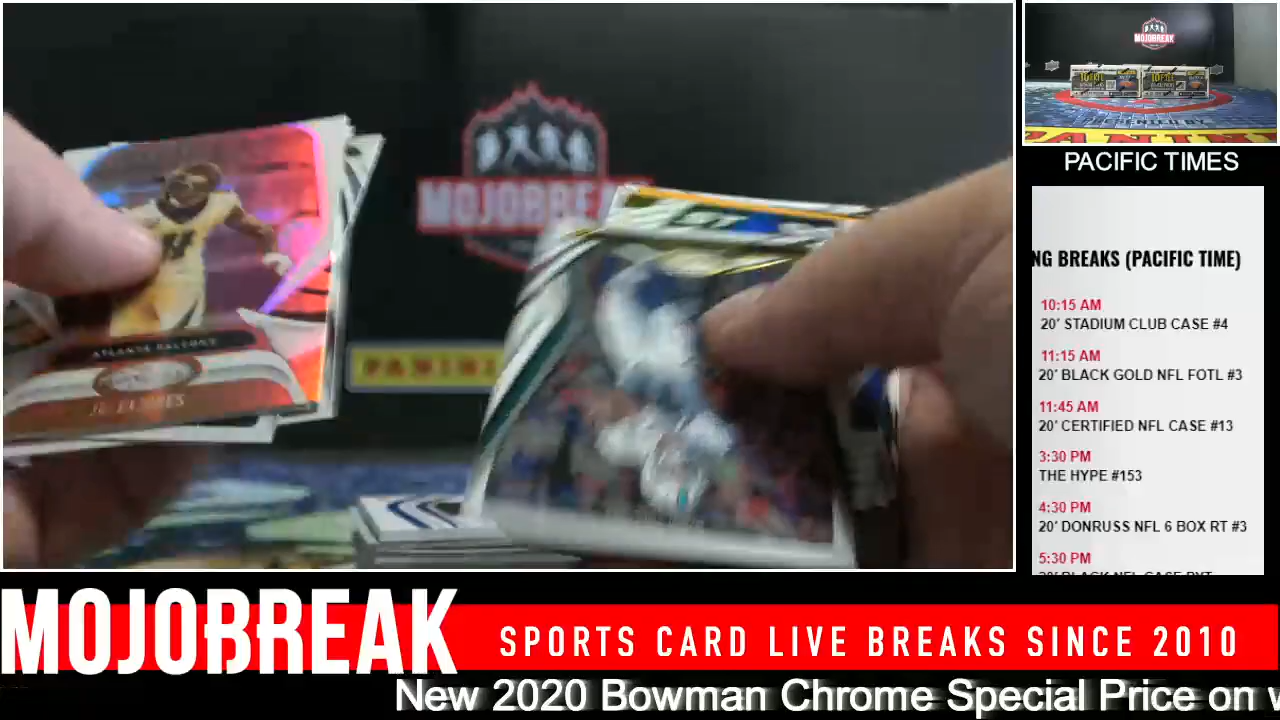 MOJOBREAK
PANINI
ATLANTA FALCONS
MOJOBREAK
PACIFIC TIMES
NG BREAKS (PACIFIC TIME)
10:15 AM
20' STADIUM CLUB CASE #4
11:15 AM
20' BLACK GOLD NFL FOTL #3
11:45 AM
20' CERTIFIED NFL CASE #13
3:30 PM
THE HYPE #153
4:30 PM
20' DONRUSS NFL 6 BOX RT #3
5:30 PM
MOJOBREAK
SPORTS CARD LIVE BREAKS SINCE 2010
New 2020 Bowman Chrome Special Price on